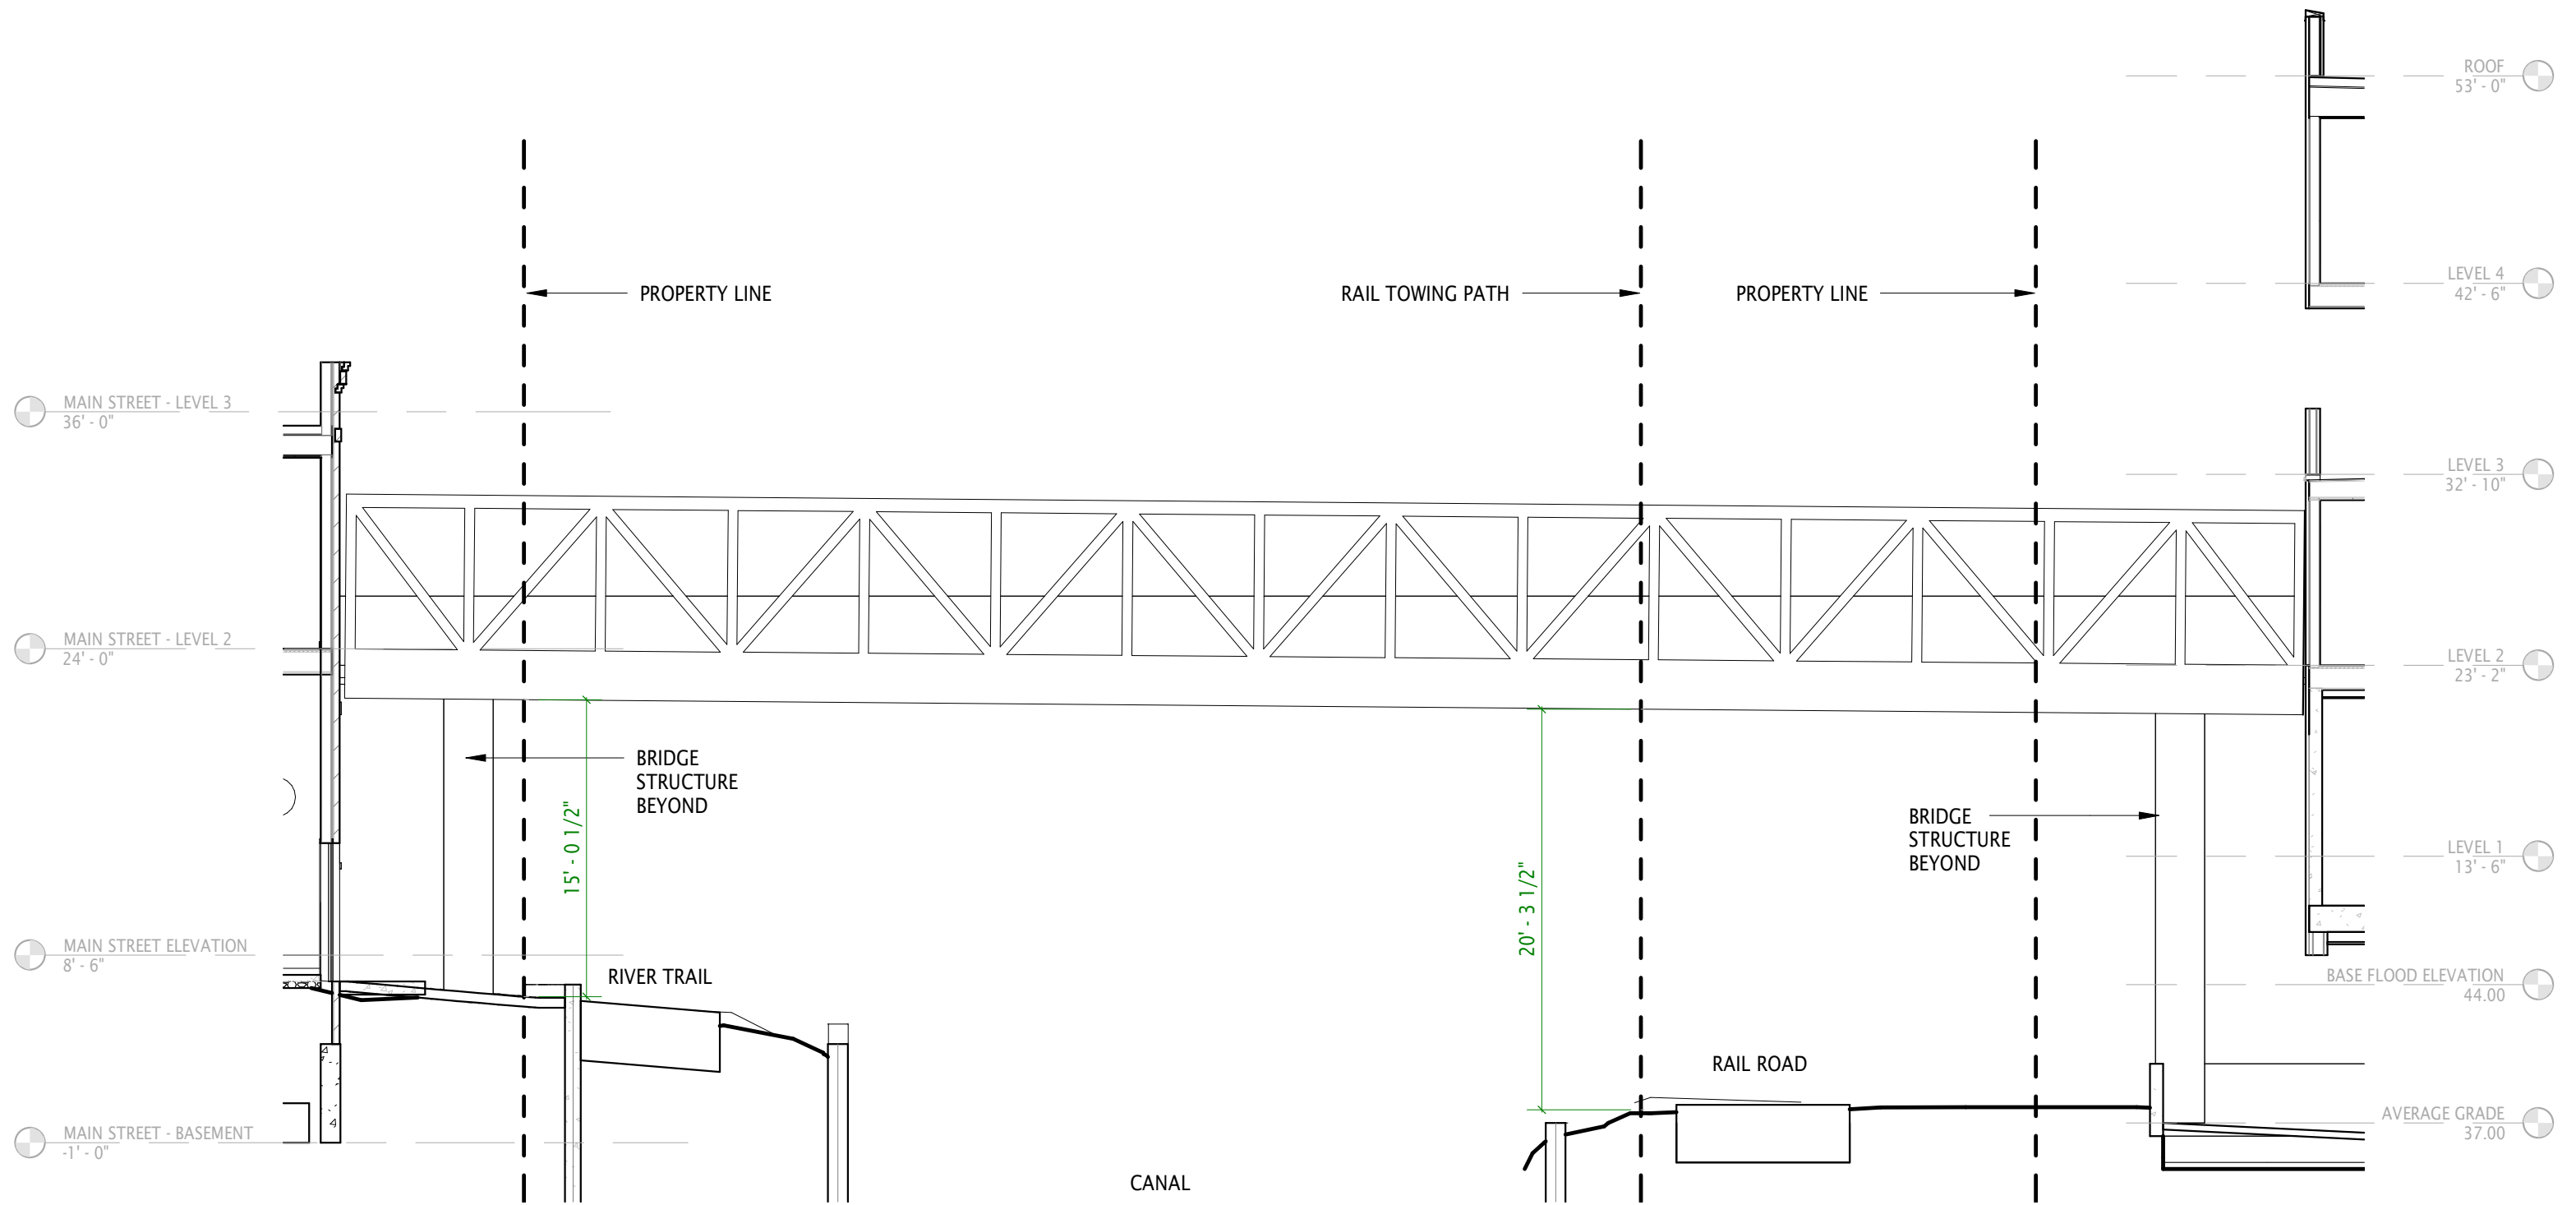 ROOF
53' - 0"
PROPERTY LINE
RAIL TOWING PATH
PROPERTY LINE
LEVEL 4
42' - 6"
MAIN STREET - LEVEL 3
36' - 0"
LEVEL 3
32' - 10"
MAIN STREET - LEVEL 2
24' - 0"
LEVEL 2
23' - 2"
BRIDGE
STRUCTURE
BEYOND
15' - 0 1/2"
20' - 3 1/2"
BRIDGE
STRUCTURE
BEYOND
LEVEL 1
13' - 6"
MAIN STREET ELEVATION
8' - 6"
RIVER TRAIL
BASE FLOOD ELEVATION
44.00
RAIL ROAD
AVERAGE GRADE
37.00
MAIN STREET - BASEMENT
-1' - 0"
CANAL